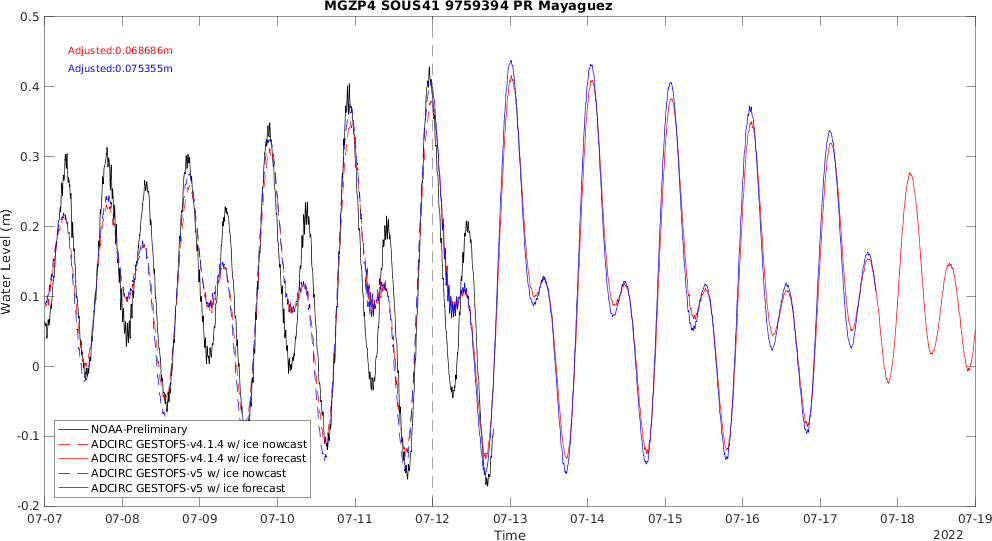 MGZP4 SOUS41 9759394 PR Mayaguez
0.5
0.4
0.3
0.2
0.1
0
-0.1
-0.2
Water Level (m)
Adjusted:0.068686m
Adjusted:0.075355m
NOAA-Preliminary
ADCIRC GESTOFS-v4.1.4 w/ ice nowcast
ADCIRC GESTOFS-v4.1.4 w/ ice forecast
ADCIRC GESTOFS-v5 w/ ice nowcast
ADCIRC GESTOFS-v5 w/ ice forecast
07-07 07-08 07-09 07-10 07-11 07-12 07-13 07-14 07-15 07-16 07-17 07-18 07-19
Time
2022